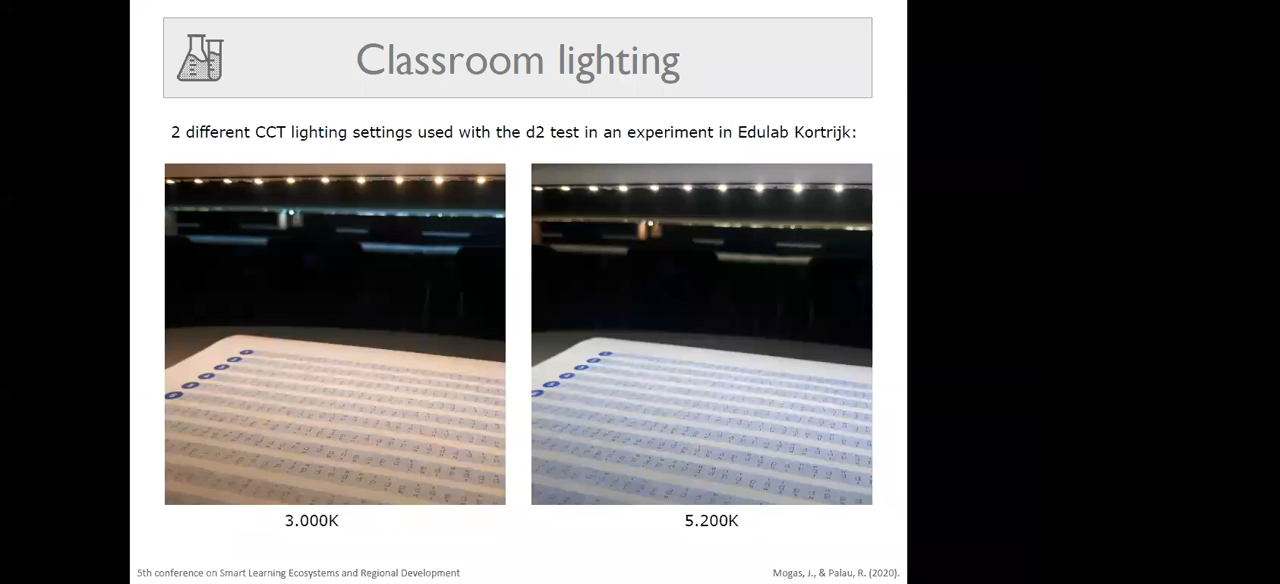 Classroom lighting
2 different CCT lighting settings used with the d2 test in an experiment in Edulab Kortrijk:
3.000K
5.200K
5th conference on Smart Learning Ecosystems and Regional Development
Mogas, J., & Palau, R. (2020).